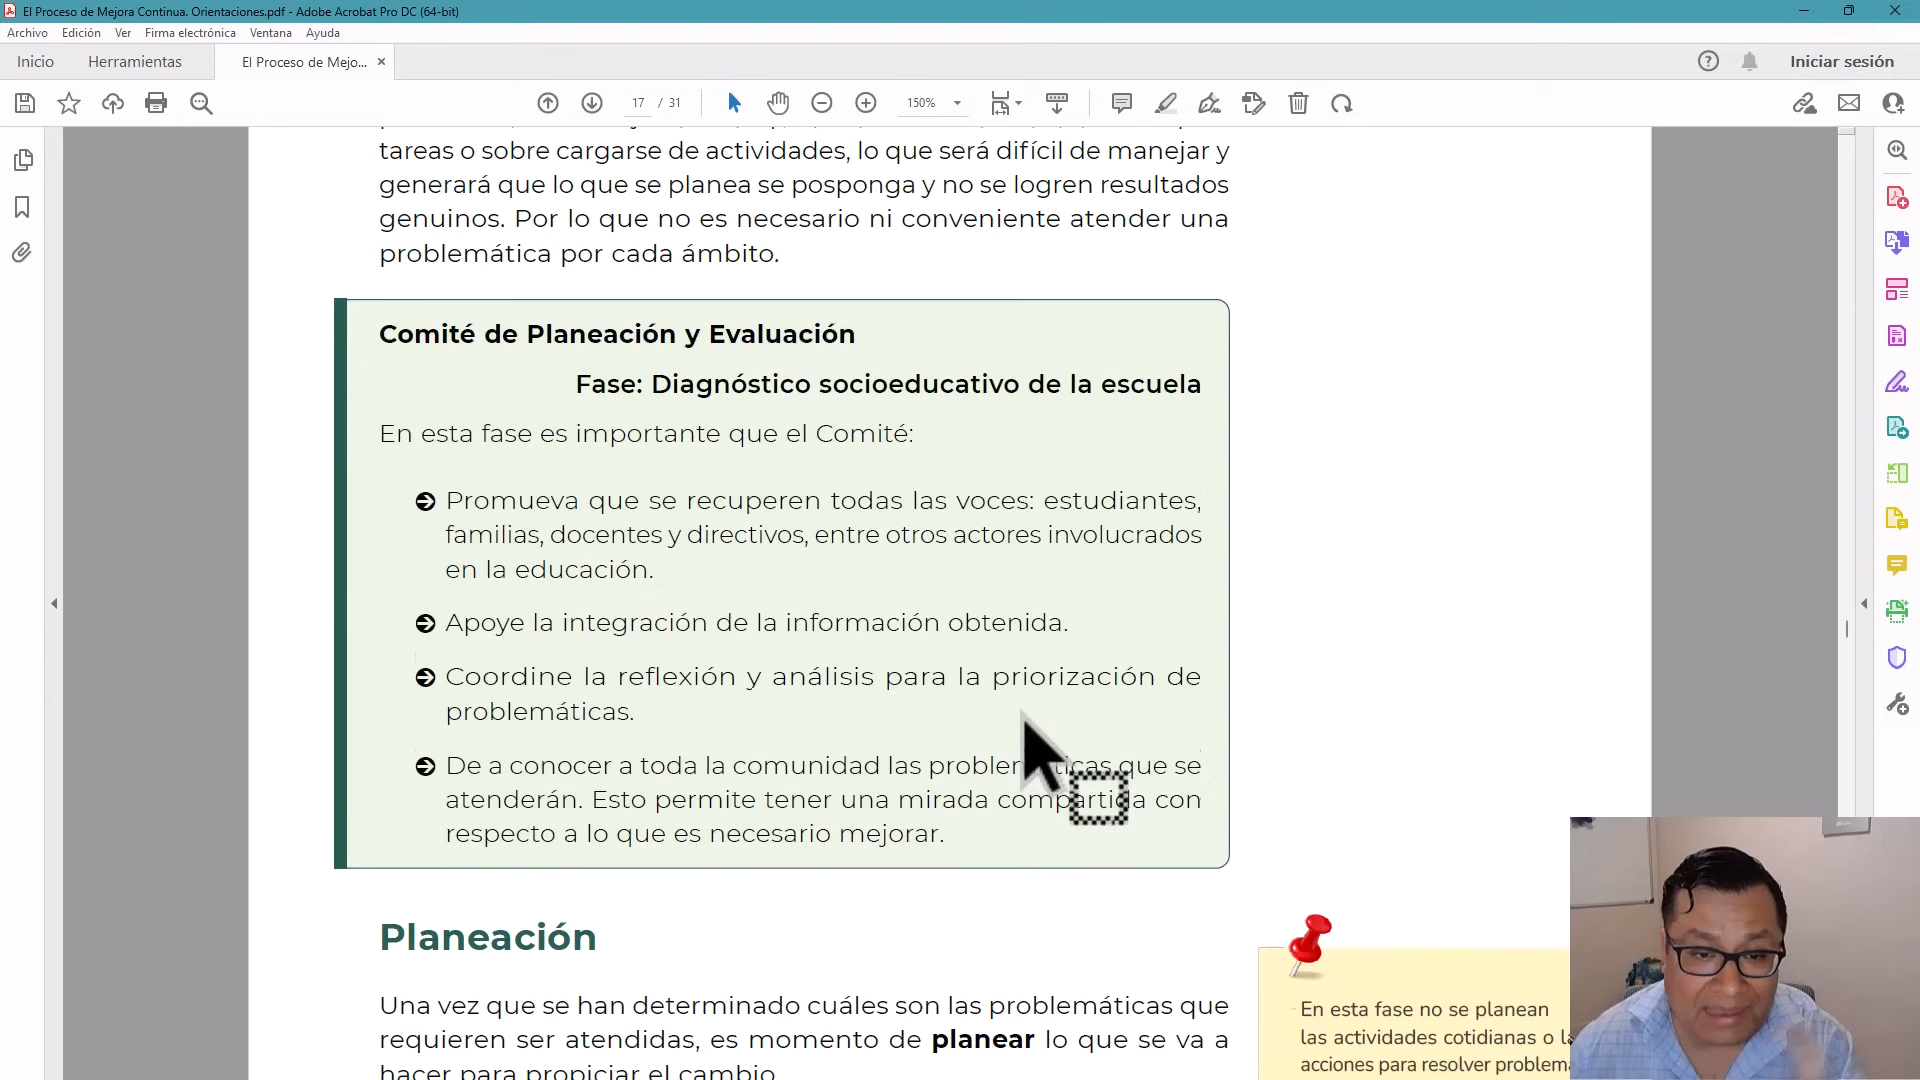 El Proceso de Mejora Continua. Orientaciones.pdf - Adobe Acrobat Pro DC (64-bit)
Archivo Edición Ver Firma electrónica Ventana Ayuda
Inicio Herramientas El Proceso de Mejo... Iniciar sesión
17 / 31 150%
tareas o sobre cargarse de actividades, lo que será difícil de manejar y
generará que lo que se planea se posponga y no se logren resultados
genuinos. Por lo que no es necesario ni conveniente atender una
problemática por cada ámbito.
Comité de Planeación y Evaluación
Fase: Diagnóstico socioeducativo de la escuela
En esta fase es importante que el Comité:
Promueva que se recuperen todas las voces: estudiantes,
familias, docentes y directivos, entre otros actores involucrados
en la educación.
Apoye la integración de la información obtenida.
Coordine la reflexión y análisis para la priorización de
problemáticas.
De a conocer a toda la comunidad las problemáticas que se
atenderán. Esto permite tener una mirada compartida con
respecto a lo que es necesario mejorar.
Planeación
Una vez que se han determinado cuáles son las problemáticas que
requieren ser atendidas, es momento de planear lo que se va a
hacer para propiciar el cambio.
En esta fase no se planean
las actividades cotidianas o
acciones para resolver